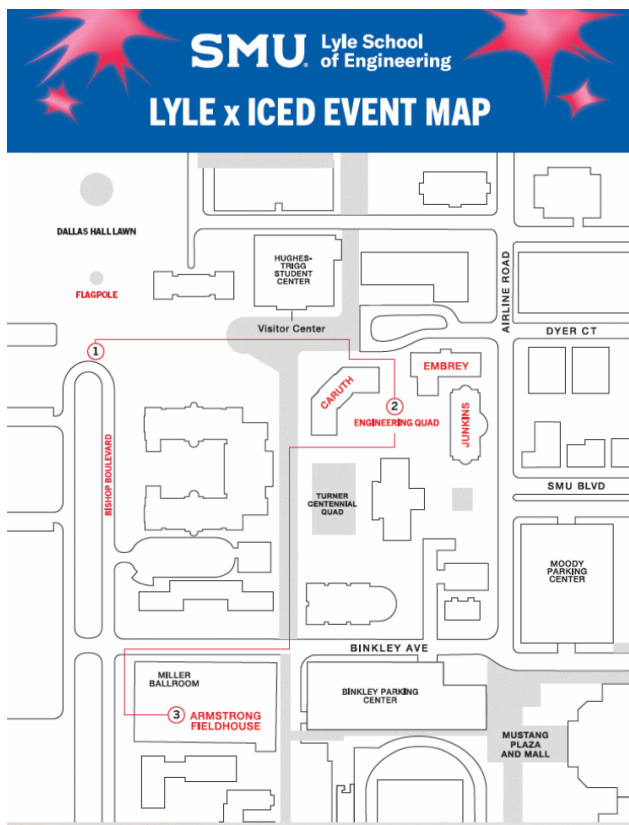 SMU. Lyle School
of Engineering
LYLE x ICED EVENT MAP
DALLAS HALL LAWN
FLAGPOLE
HUGHES-
TRIGG
STUDENT
CENTER
Visitor Center
AIRLINE ROAD
DYER CT
1
EMBREY
CARUTH
2
ENGINEERING QUAD
JUNKINS
BISHOP BOULEVARD
SMU BLVD
TURNER
CENTENNIAL
QUAD
MOODY
PARKING
CENTER
BINKLEY AVE
MILLER
BALLROOM
3
ARMSTRONG
FIELDHOUSE
BINKLEY PARKING
CENTER
MUSTANG
PLAZA
AND MALL